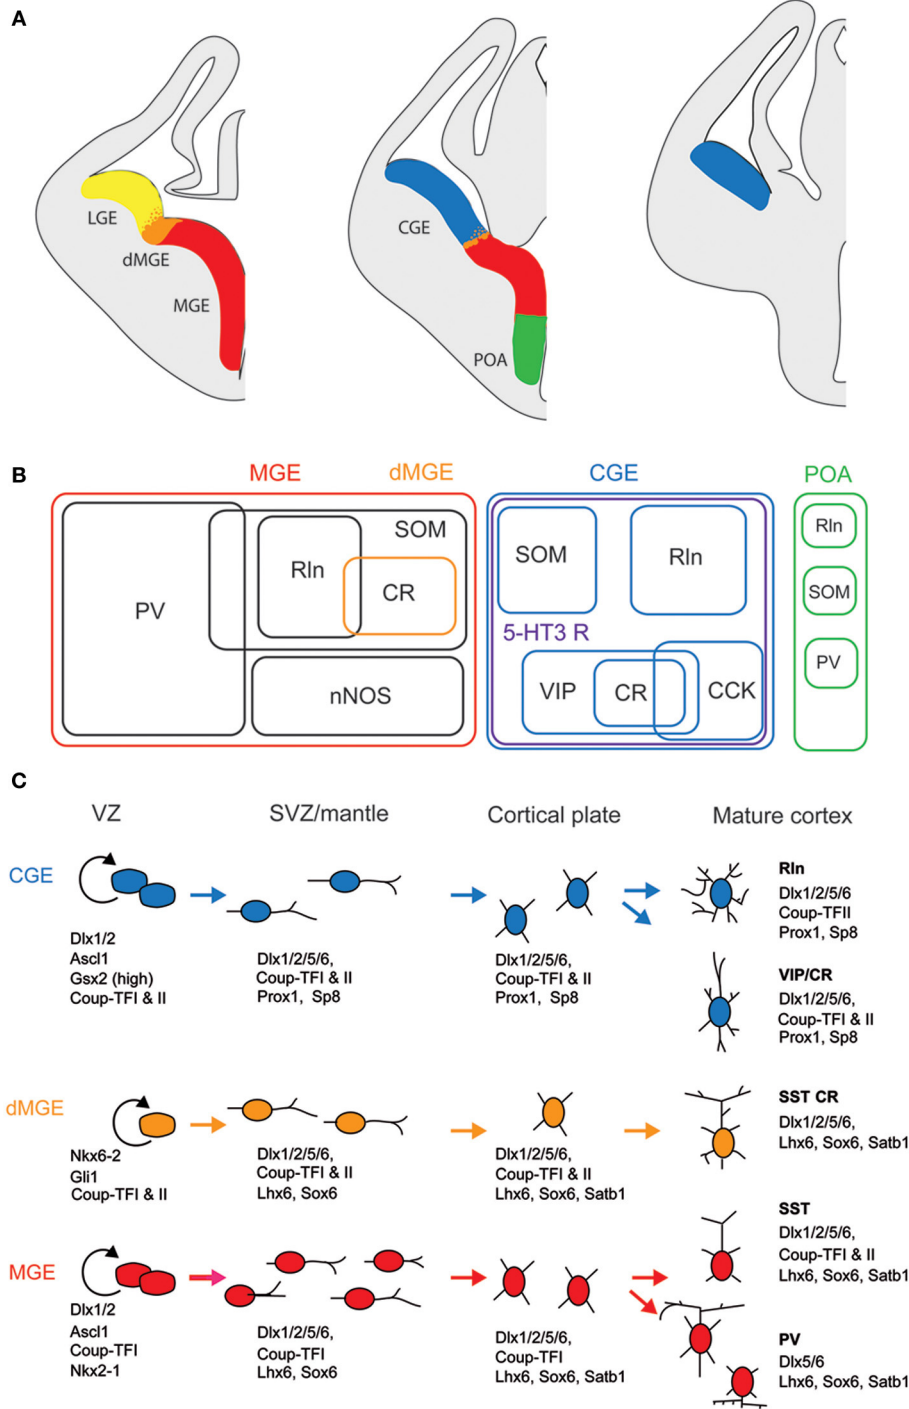 A
LGE
dMGE
MGE
CGE
POA
B
MGE
dMGE
CGE
POA
PV
SOM
Rln
CR
nNOS
SOM
Rln
5-HT3 R
VIP
CR
CCK
Rln
SOM
PV
C
VZ
SVZ/mantle
Cortical plate
Mature cortex
CGE
Dlx1/2
Ascl1
Gsx2 (high)
Coup-TFI & II
Dlx1/2/5/6,
Coup-TFI & II
Prox1, Sp8
Dlx1/2/5/6,
Coup-TFI & II
Prox1, Sp8
Rln
Dlx1/2/5/6
Coup-TFII
Prox1, Sp8
VIP/CR
Dlx1/2/5/6,
Coup-TFI & II
Prox1, Sp8
dMGE
Nkx6-2
Gli1
Coup-TFI & II
Dlx1/2/5/6,
Coup-TFI & II
Lhx6, Sox6
Dlx1/2/5/6,
Coup-TFI & II
Lhx6, Sox6, Satb1
SST CR
Dlx1/2/5/6,
Lhx6, Sox6, Satb1
MGE
Dlx1/2
Ascl1
Coup-TFI
Nkx2-1
Dlx1/2/5/6,
Coup-TFI
Lhx6, Sox6
Dlx1/2/5/6,
Coup-TFI
Lhx6, Sox6, Satb1
SST
Dlx1/2/5/6,
Coup-TFI & II
Lhx6, Sox6, Satb1
PV
Dlx5/6
Lhx6, Sox6, Satb1